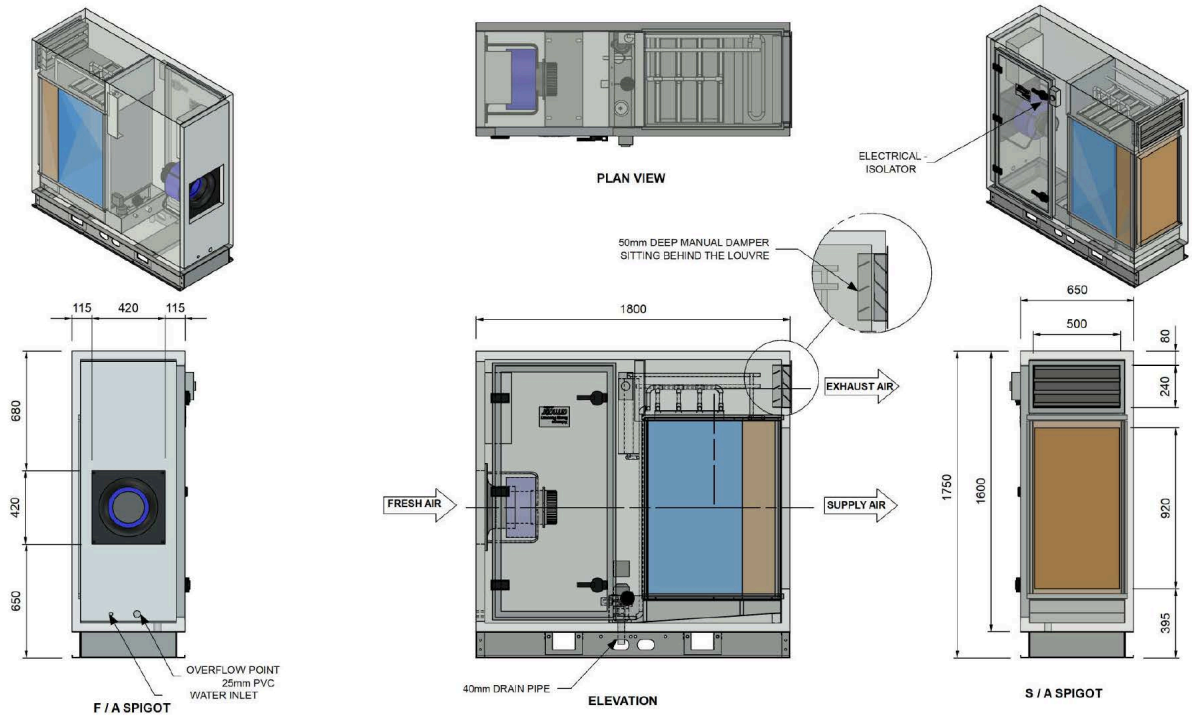 PLAN VIEW
ELECTRICAL -
ISOLATOR
50mm DEEP MANUAL DAMPER
SITTING BEHIND THE LOUVRE
115
420
115
680
420
650
OVERFLOW POINT
25mm PVC
WATER INLET
F / A SPIGOT
1800
EXHAUST AIR
FRESH AIR
SUPPLY AIR
40mm DRAIN PIPE
ELEVATION
650
500
80
240
1750
1600
920
395
S / A SPIGOT